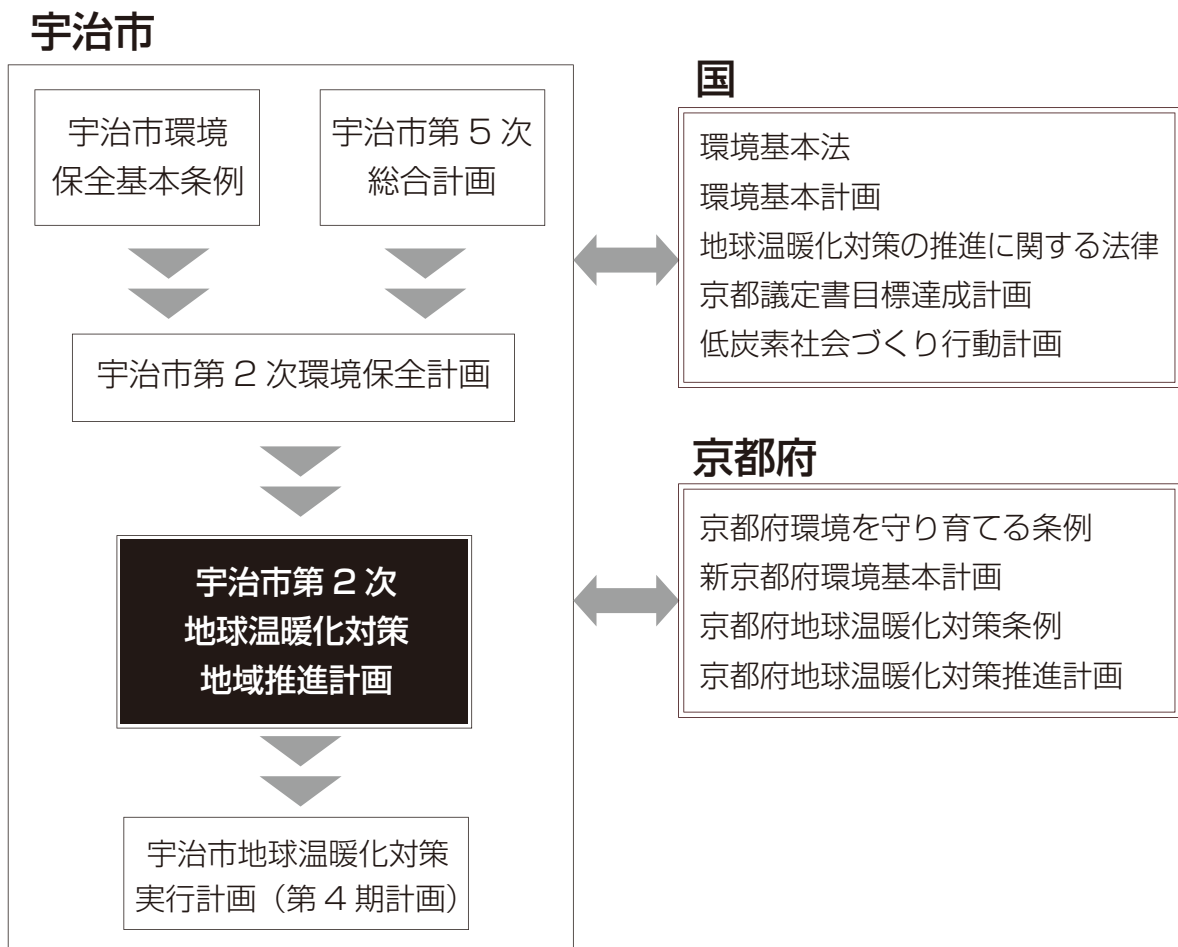 宇治市
宇治市環境
保全基本条例
宇治市第5次
総合計画
宇治市第2次環境保全計画
宇治市第2次
地球温暖化対策
地域推進計画
宇治市地球温暖化対策
実行計画（第4期計画）
国
環境基本法
環境基本計画
地球温暖化対策の推進に関する法律
京都議定書目標達成計画
低炭素社会づくり行動計画
京都府
京都府環境を守り育てる条例
新京都府環境基本計画
京都府地球温暖化対策条例
京都府地球温暖化対策推進計画